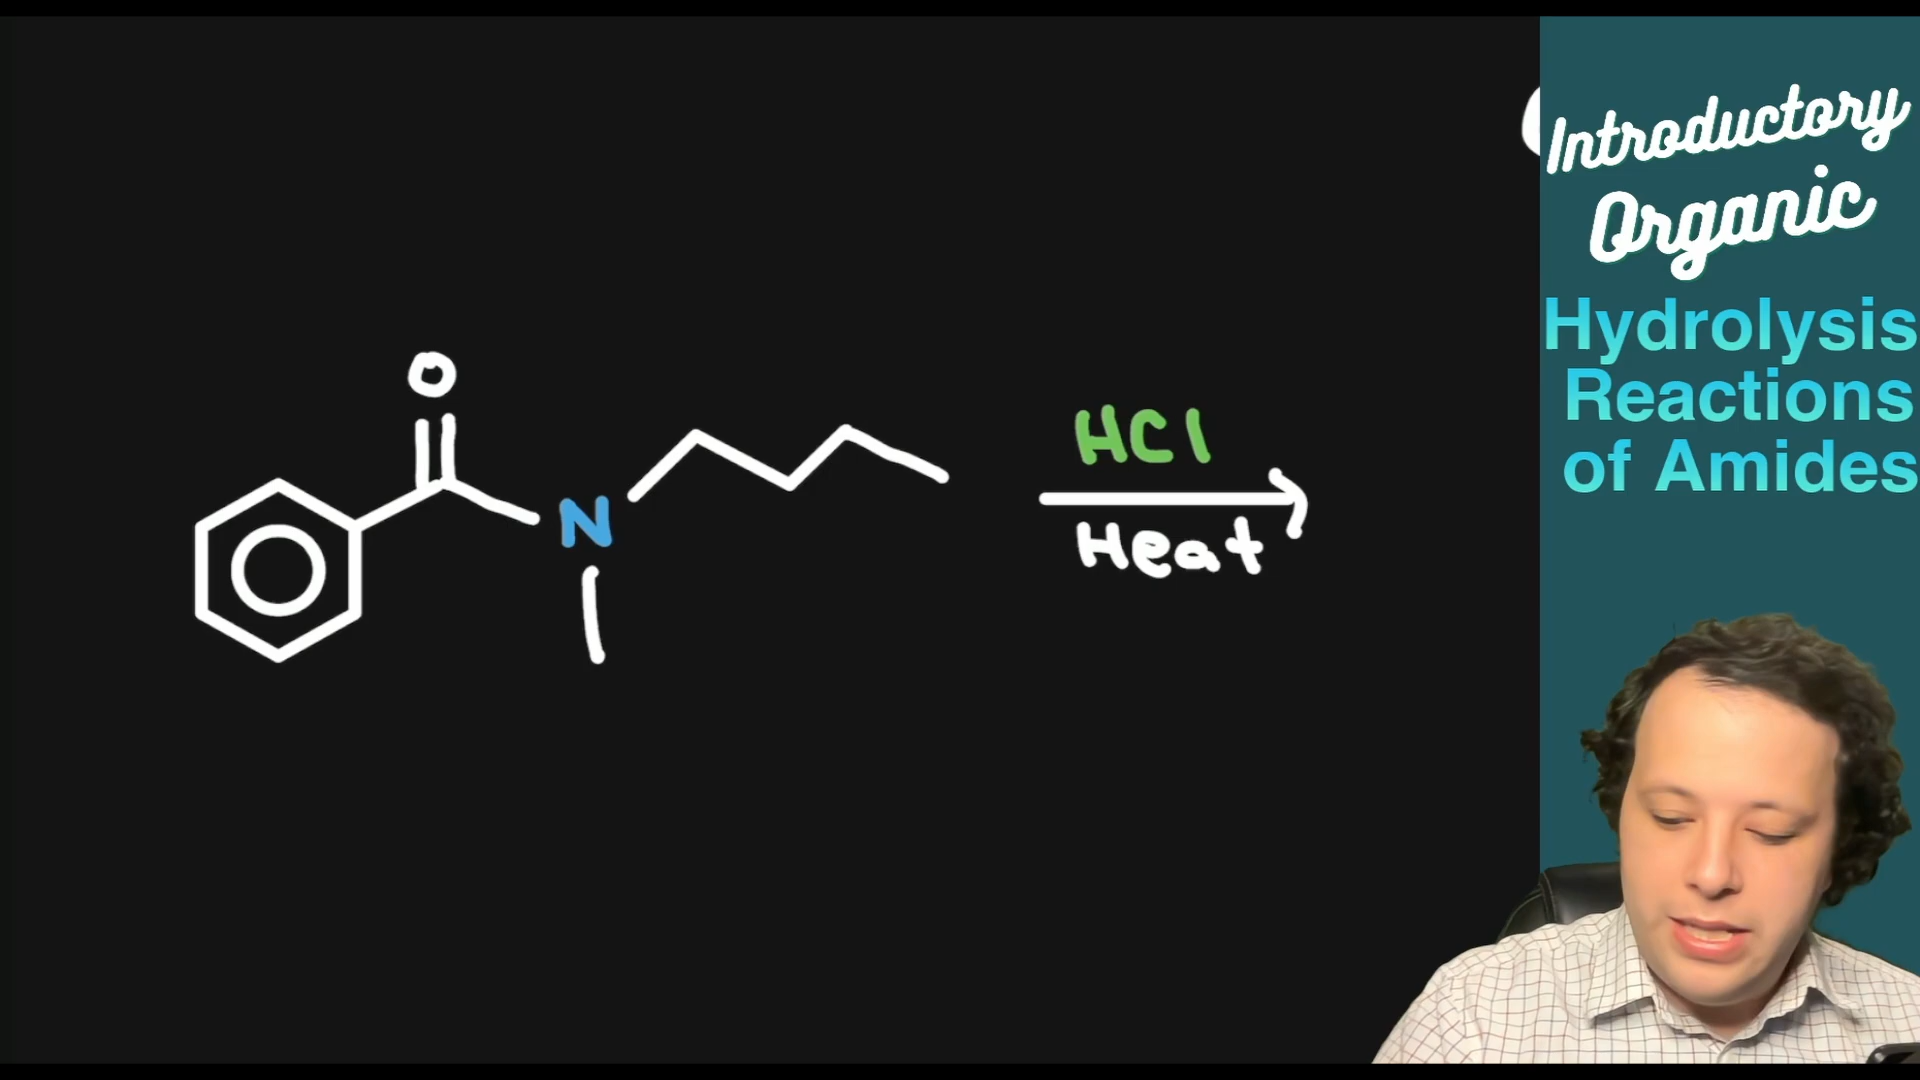 O
N
HCl
Heat
Introductory
Organic
Hydrolysis
Reactions
of Amides